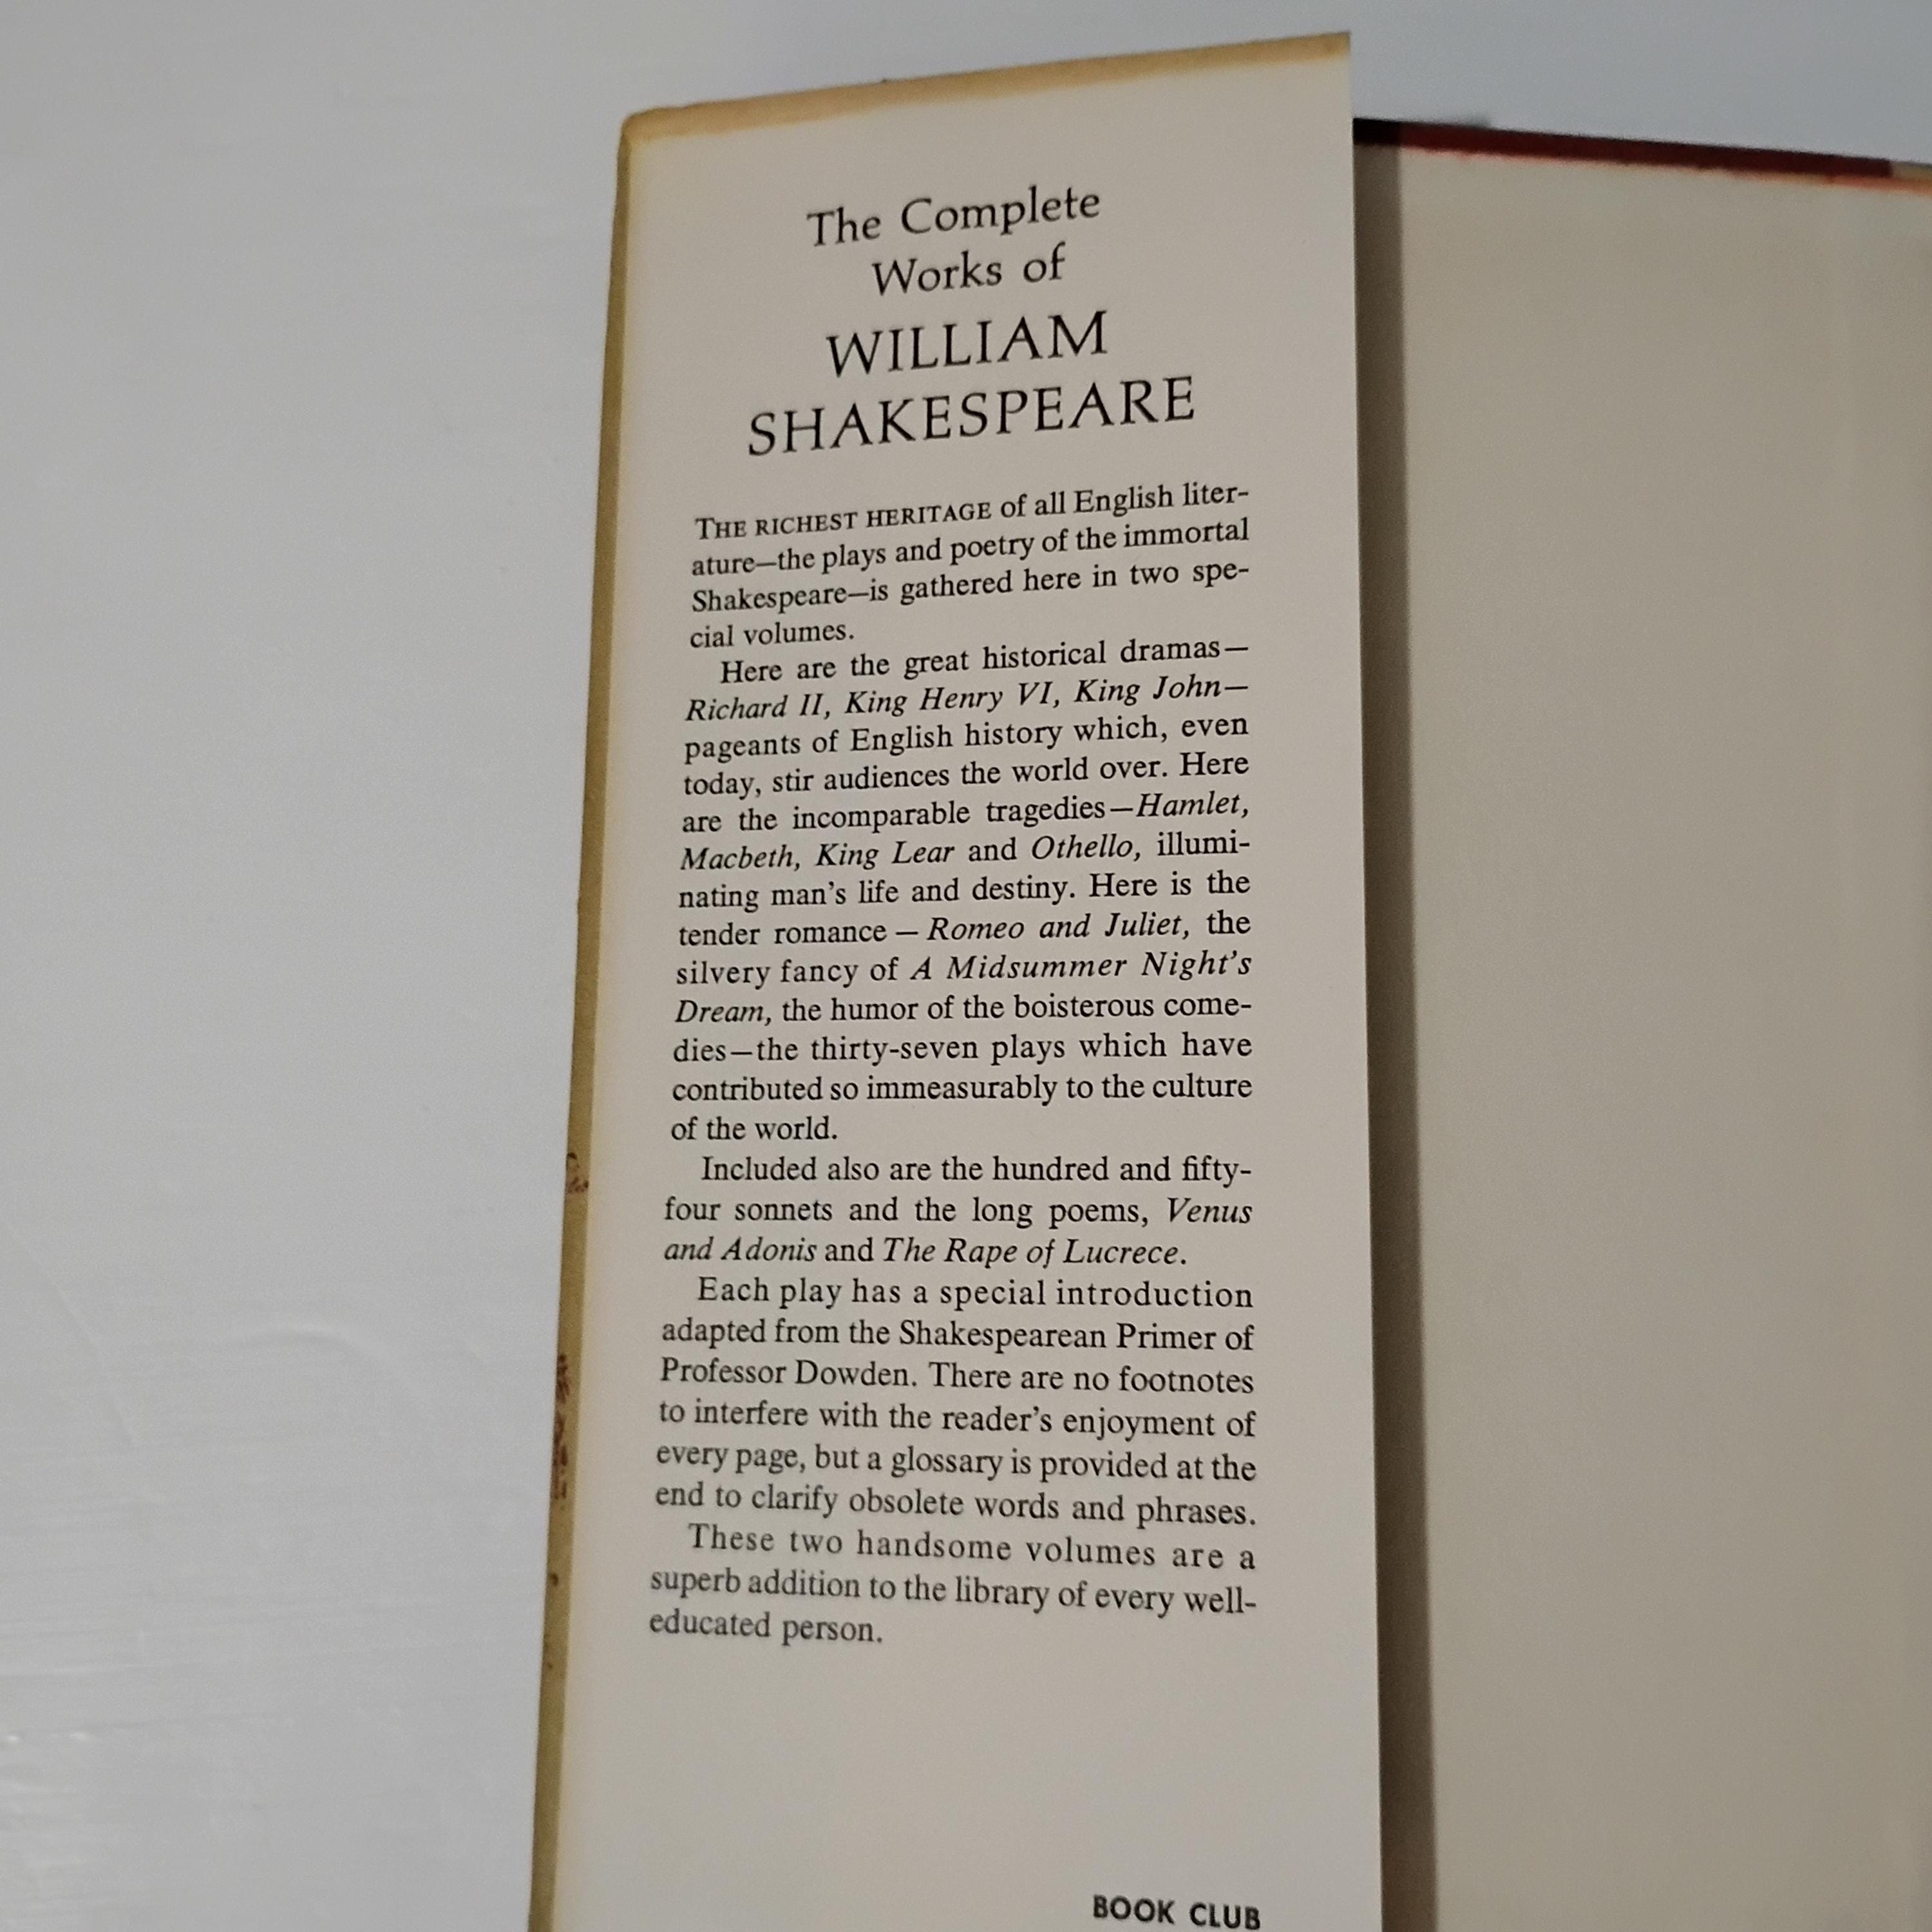 The Complete
Works of
WILLIAM
SHAKESPEARE
THE RICHEST HERITAGE of all English liter-
ature—the plays and poetry of the immortal
Shakespeare—is gathered here in two spe-
cial volumes.
Here are the great historical dramas—
Richard II, King Henry VI, King John—
pageants of English history which, even
today, stir audiences the world over. Here
are the incomparable tragedies—Hamlet,
Macbeth, King Lear and Othello, illumi-
nating man's life and destiny. Here is the
tender romance — Romeo and Juliet, the
silvery fancy of A Midsummer Night's
Dream, the humor of the boisterous come-
dies—the thirty-seven plays which have
contributed so immeasurably to the culture
of the world.
Included also are the hundred and fifty-
four sonnets and the long poems, Venus
and Adonis and The Rape of Lucrece.
Each play has a special introduction
adapted from the Shakespearean Primer of
Professor Dowden. There are no footnotes
to interfere with the reader's enjoyment of
every page, but a glossary is provided at the
end to clarify obsolete words and phrases.
These two handsome volumes are a
superb addition to the library of every well-
educated person.
BOOK CLUB